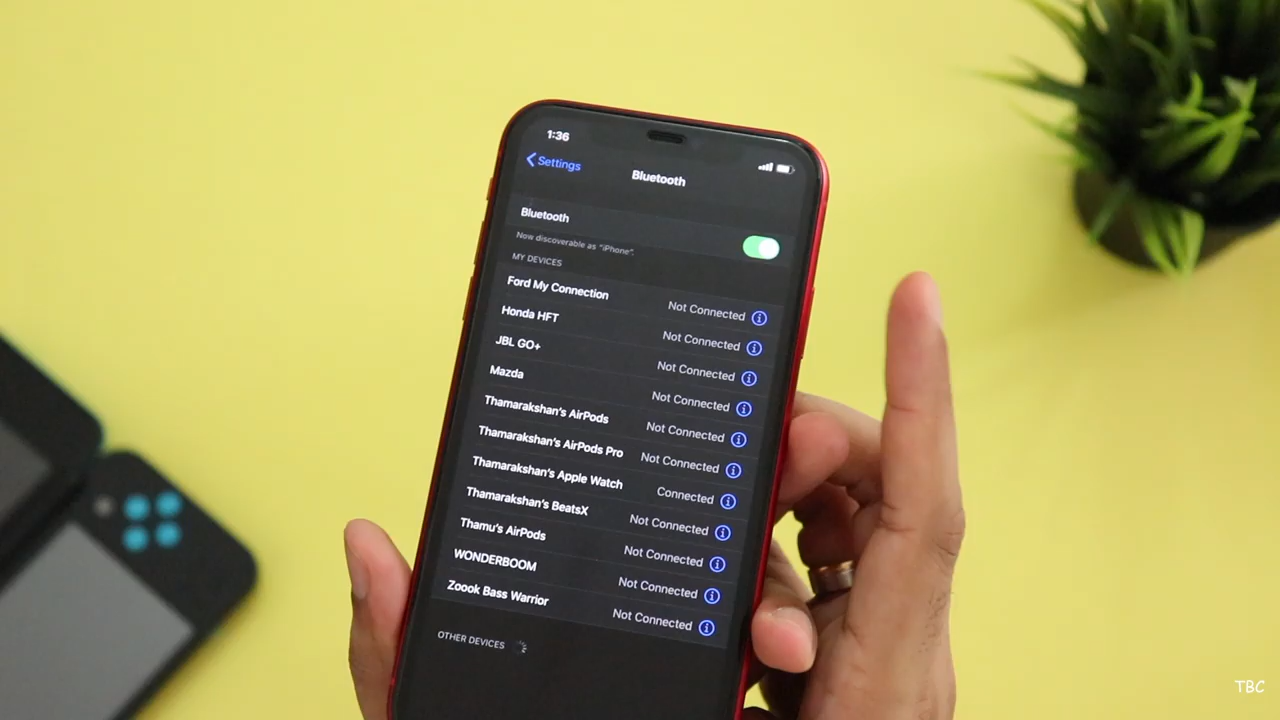 1:36
Settings
Bluetooth
Bluetooth
Now discoverable as "iPhone".
MY DEVICES
Ford My Connection Not Connected
Honda HFT Not Connected
JBL GO+ Not Connected
Mazda Not Connected
Thamarakshan's AirPods Not Connected
Thamarakshan's AirPods Pro Not Connected
Thamarakshan's Apple Watch Connected
Thamarakshan's BeatsX Not Connected
Thamu's AirPods Not Connected
WONDERBOOM Not Connected
Zoook Bass Warrior Not Connected
OTHER DEVICES
TBC